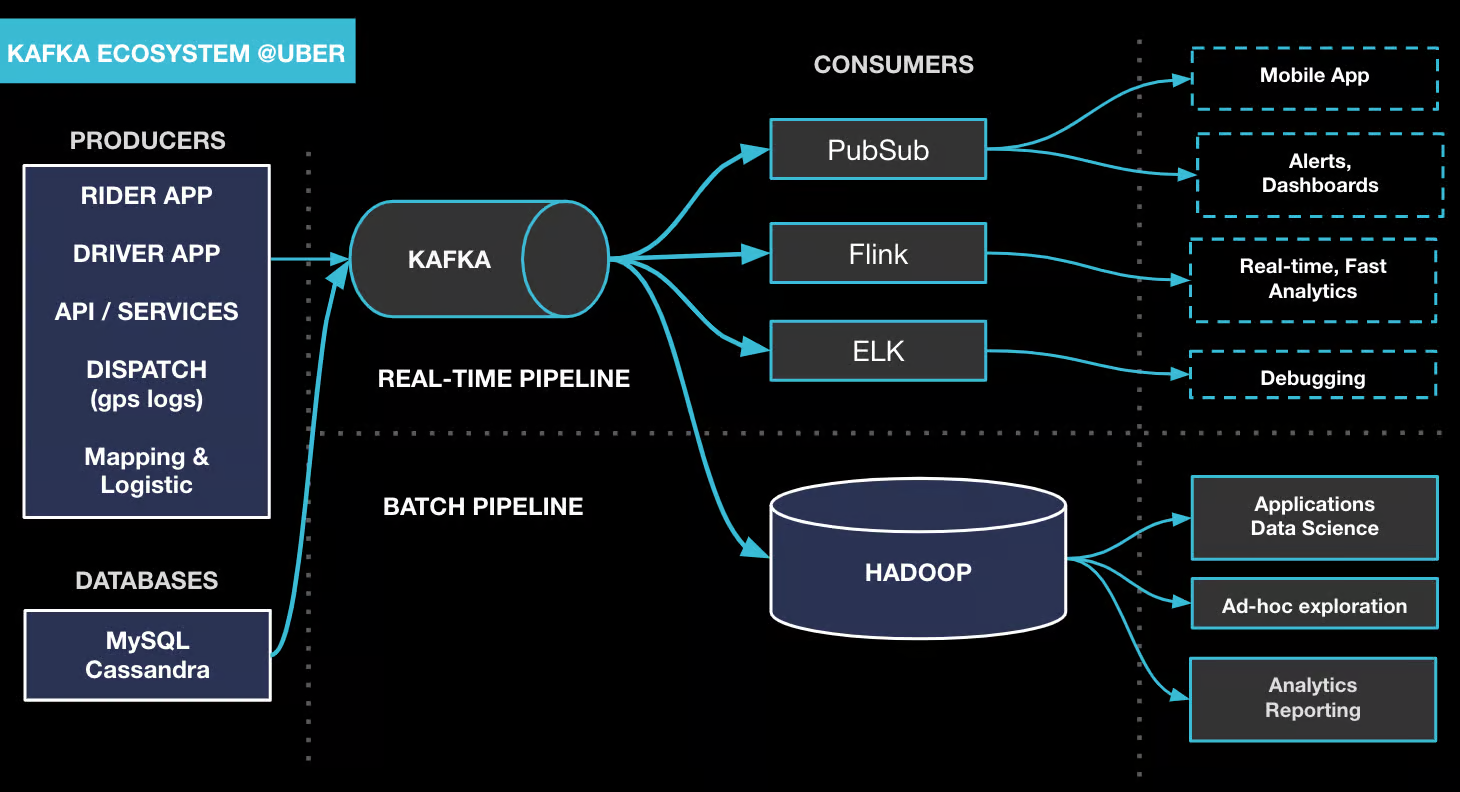 KAFKA ECOSYSTEM @UBER
PRODUCERS
RIDER APP
DRIVER APP
API / SERVICES
DISPATCH
(gps logs)
Mapping &
Logistic
DATABASES
MySQL
Cassandra
KAFKA
REAL-TIME PIPELINE
BATCH PIPELINE
CONSUMERS
PubSub
Flink
ELK
HADOOP
Mobile App
Alerts,
Dashboards
Real-time, Fast
Analytics
Debugging
Applications
Data Science
Ad-hoc exploration
Analytics
Reporting